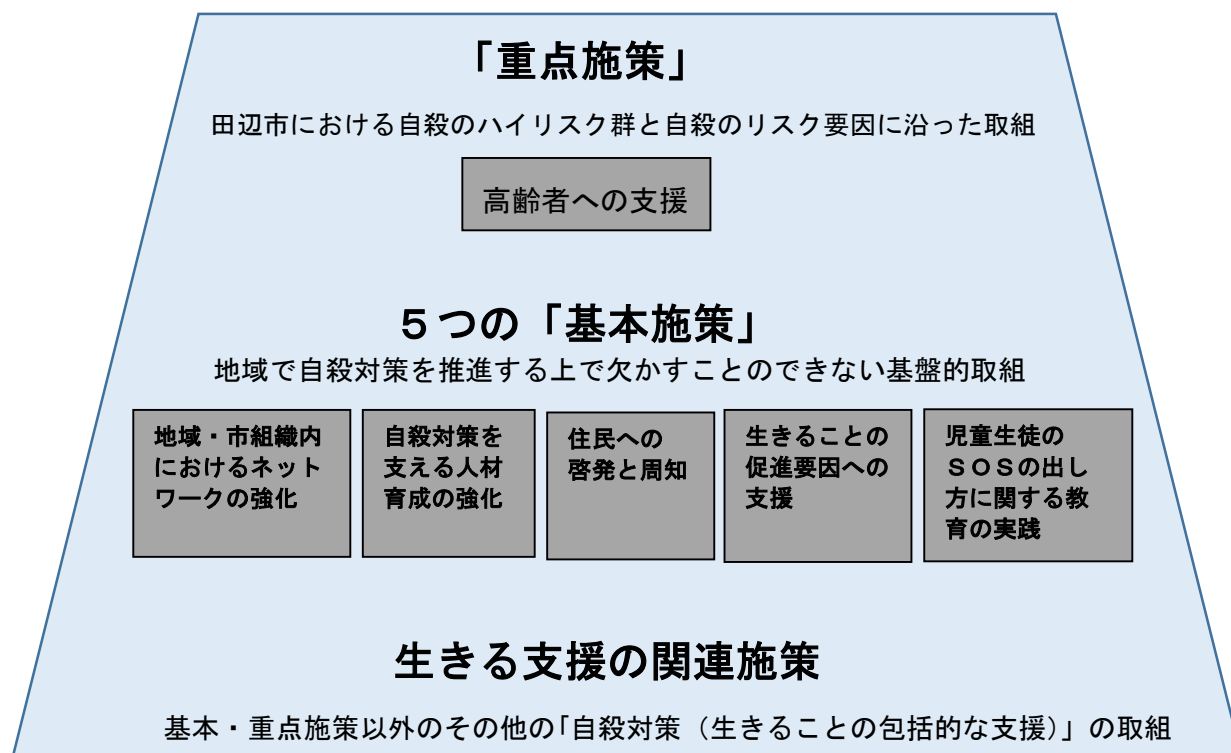 「重点施策」
田辺市における自殺のハイリスク群と自殺のリスク要因に沿った取組
高齢者への支援
５つの「基本施策」
地域で自殺対策を推進する上で欠かすことのできない基盤的取組
地域・市組織内
におけるネット
ワークの強化
自殺対策を
支える人材
育成の強化
住民への
啓発と周知
生きることの
促進要因への
支援
児童生徒の
ＳＯＳの出し
方に関する教
育の実践
生きる支援の関連施策
基本・重点施策以外のその他の「自殺対策（生きることの包括的な支援）」の取組